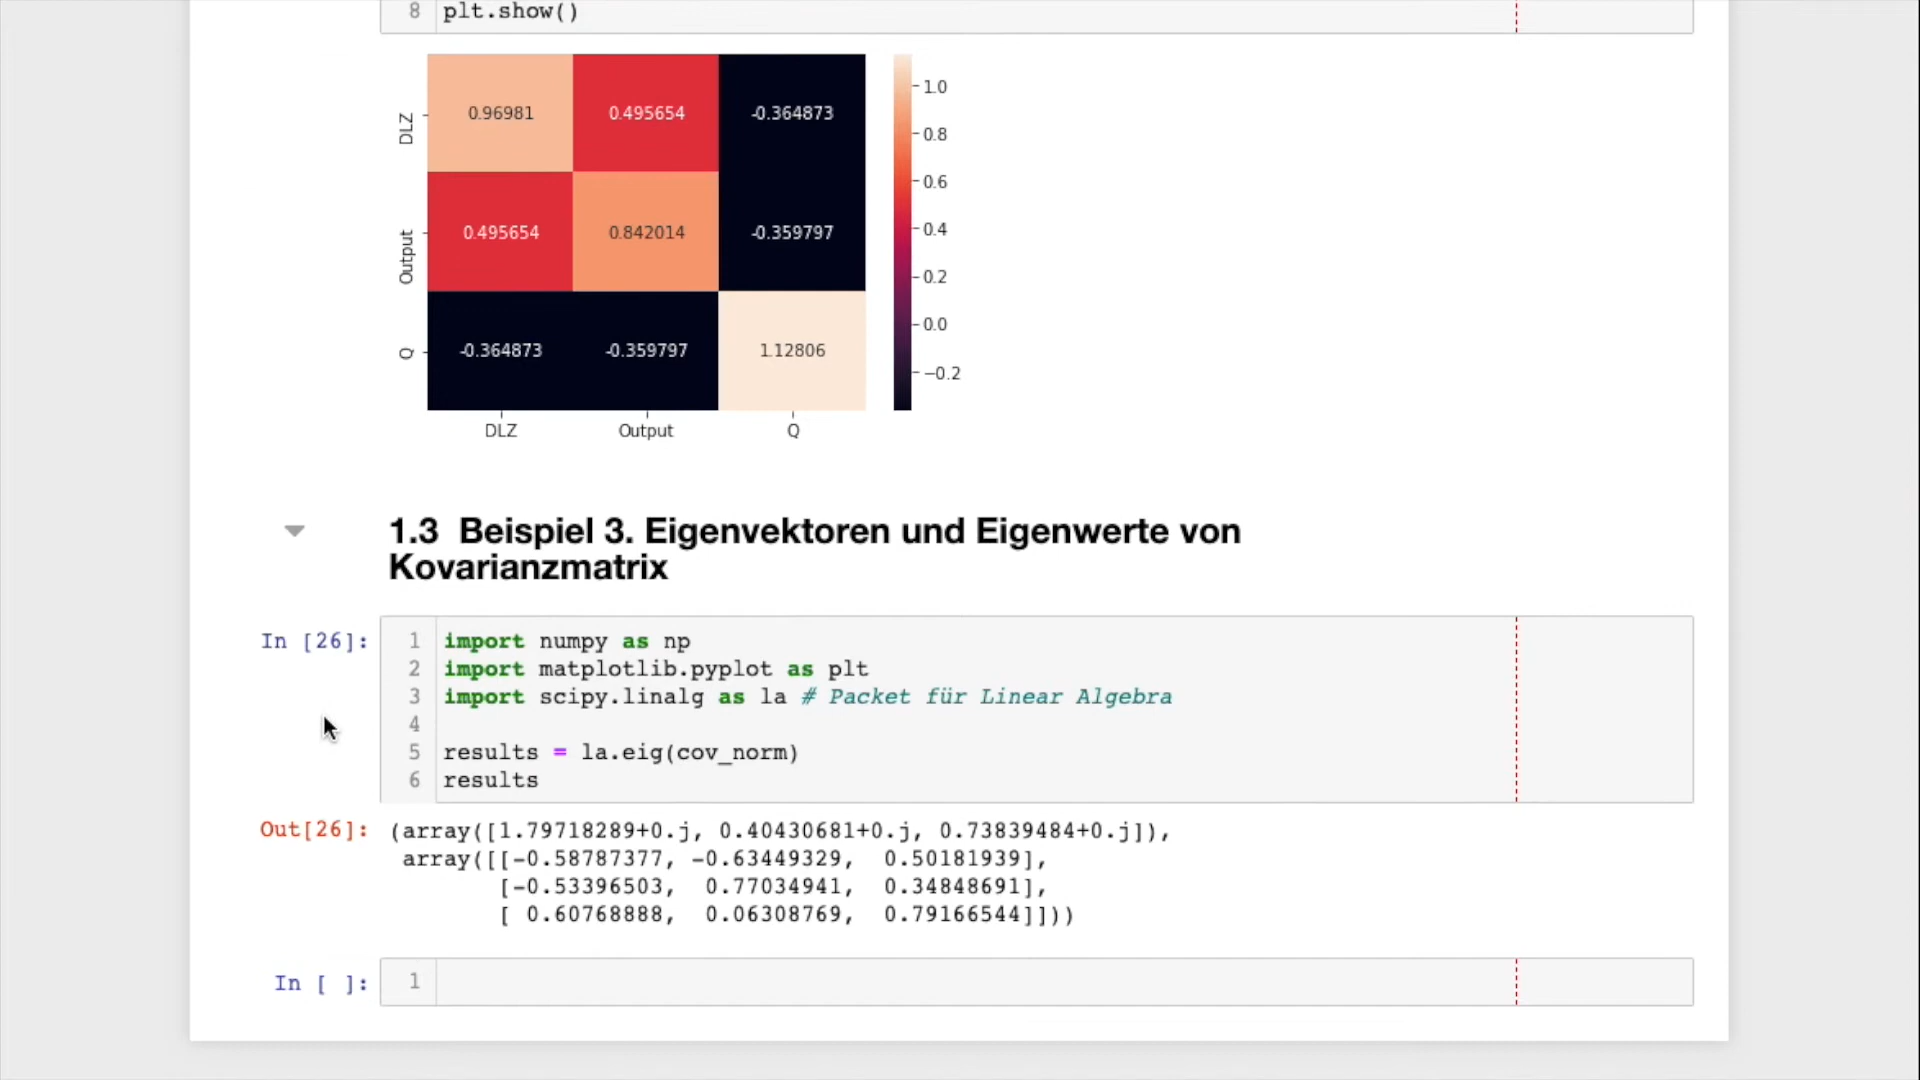 8 plt.show()
0.96981 0.495654 -0.364873
0.495654 0.842014 -0.359797
-0.364873 -0.359797 1.12806
DLZ
Output
Q
DLZ Output Q
1.0
0.8
0.6
0.4
0.2
0.0
−0.2
1.3 Beispiel 3. Eigenvektoren und Eigenwerte von
Kovarianzmatrix
In [26]:
1 import numpy as np
2 import matplotlib.pyplot as plt
3 import scipy.linalg as la # Packet für Linear Algebra
4
5 results = la.eig(cov_norm)
6 results
Out[26]: (array([1.79718289+0.j, 0.40430681+0.j, 0.73839484+0.j]),
array([[-0.58787377, -0.63449329, 0.50181939],
[-0.53396503, 0.77034941, 0.34848691],
[ 0.60768888, 0.06308769, 0.79166544]]))
In [ ]: 1